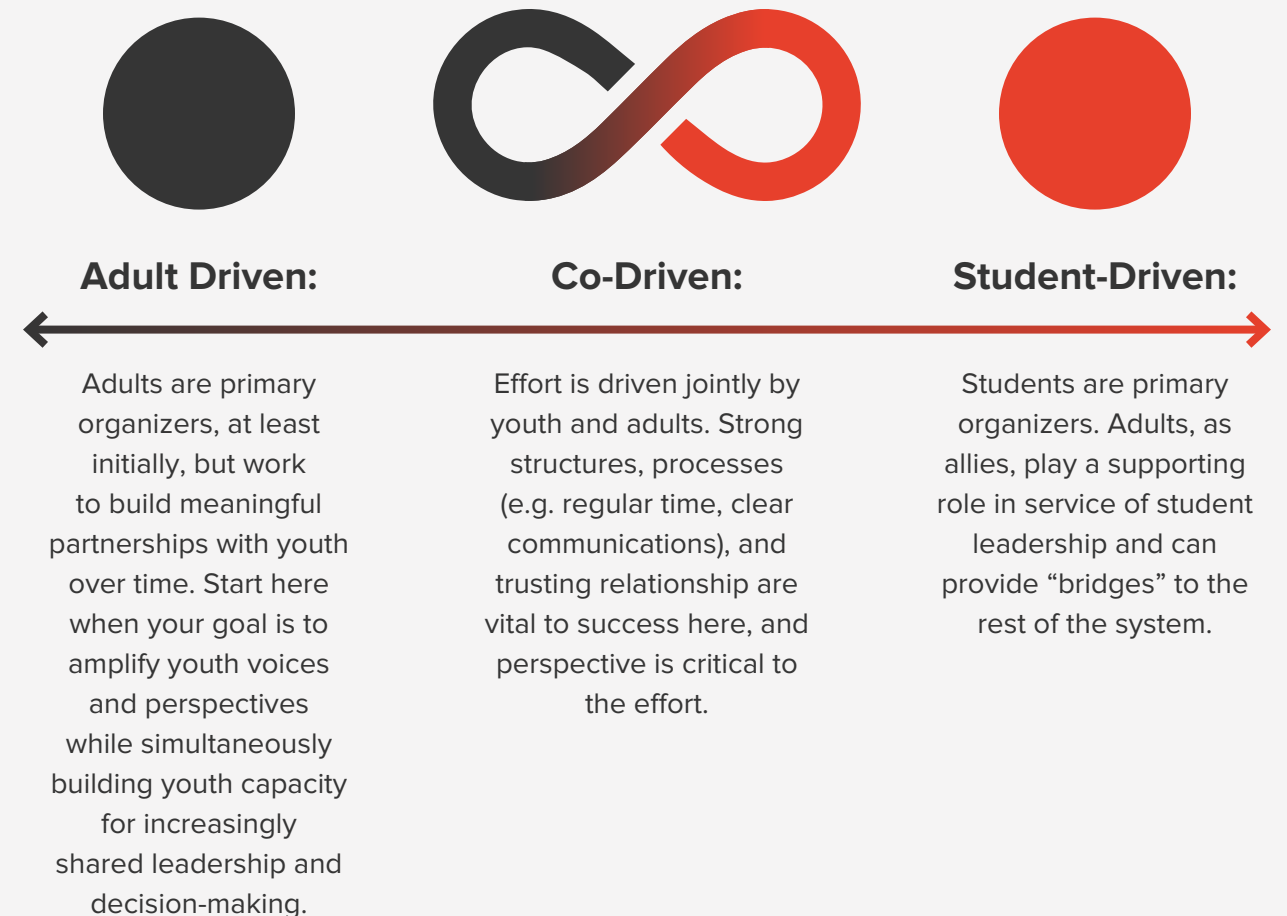 Adult Driven:
Adults are primary
organizers, at least
initially, but work
to build meaningful
partnerships with youth
over time. Start here
when your goal is to
amplify youth voices
and perspectives
while simultaneously
building youth capacity
for increasingly
shared leadership and
decision-making.
Co-Driven:
Effort is driven jointly by
youth and adults. Strong
structures, processes
(e.g. regular time, clear
communications), and
trusting relationship are
vital to success here, and
perspective is critical to
the effort.
Student-Driven:
Students are primary
organizers. Adults, as
allies, play a supporting
role in service of student
leadership and can
provide “bridges” to the
rest of the system.